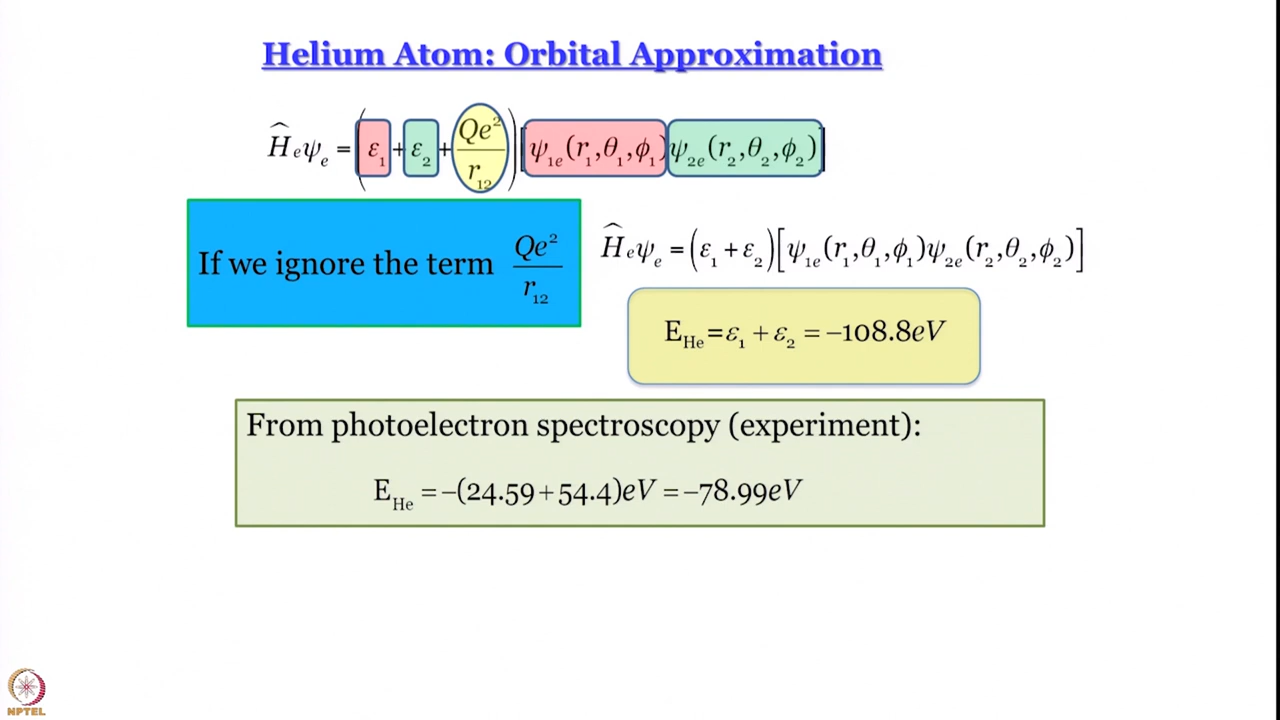 Helium Atom: Orbital Approximation
Ĥₑψₑ = (ε₁+ε₂+Qe²/r₁₂)[ψ₁ₑ(r₁,θ₁,ϕ₁)ψ₂ₑ(r₂,θ₂,ϕ₂)]
If we ignore the term Qe²/r₁₂
Ĥₑψₑ = (ε₁+ε₂)[ψ₁ₑ(r₁,θ₁,ϕ₁)ψ₂ₑ(r₂,θ₂,ϕ₂)]
E_He = ε₁ + ε₂ = −108.8eV
From photoelectron spectroscopy (experiment):
E_He = −(24.59+54.4)eV = −78.99eV
NPTEL